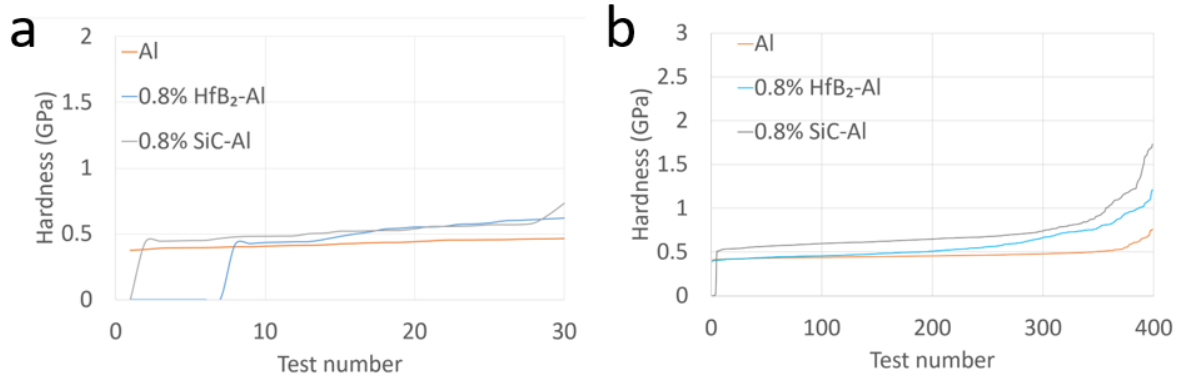 a
2
1.5
1
0.5
0
Hardness (GPa)
Al
0.8% HfB₂-Al
0.8% SiC-Al
0 10 20 30
Test number
b
3
2.5
2
1.5
1
0.5
0
Hardness (GPa)
Al
0.8% HfB₂-Al
0.8% SiC-Al
0 100 200 300 400
Test number